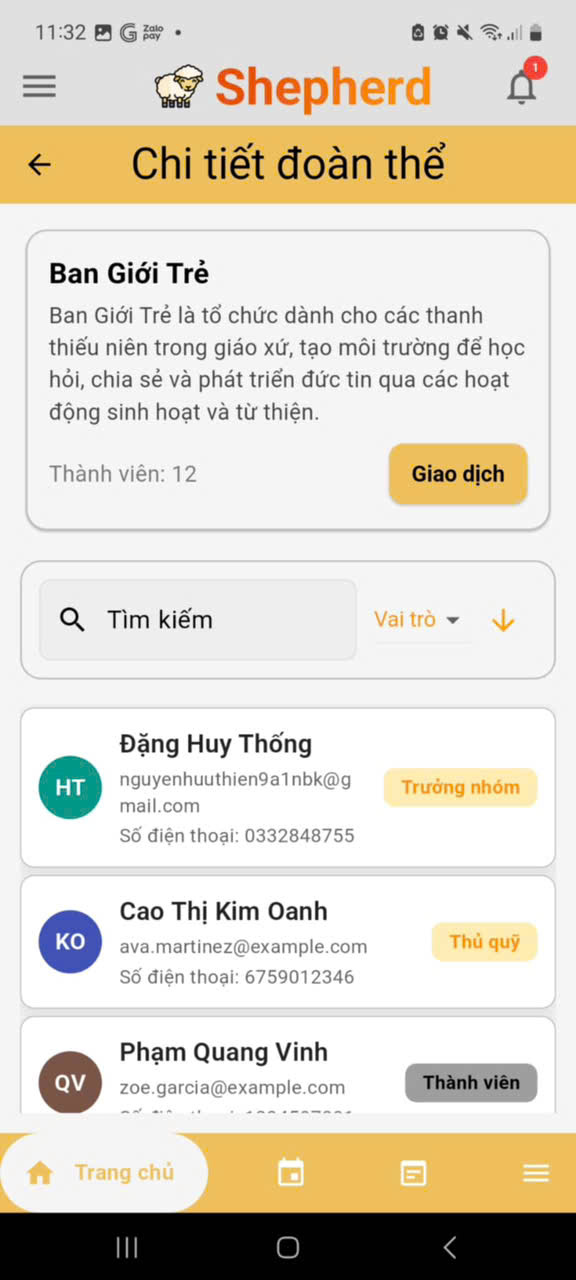 11:32
Zalo pay
Shepherd
1
Chi tiết đoàn thể
Ban Giới Trẻ
Ban Giới Trẻ là tổ chức dành cho các thanh
thiếu niên trong giáo xứ, tạo môi trường để học
hỏi, chia sẻ và phát triển đức tin qua các hoạt
động sinh hoạt và từ thiện.
Thành viên: 12
Giao dịch
Tìm kiếm
Vai trò
Đặng Huy Thống
HT
nguyenhuuthien9a1nbk@g
mail.com
Trưởng nhóm
Số điện thoại: 0332848755
Cao Thị Kim Oanh
KO
ava.martinez@example.com
Thủ quỹ
Số điện thoại: 6759012346
Phạm Quang Vinh
QV
zoe.garcia@example.com
Thành viên
Trang chủ